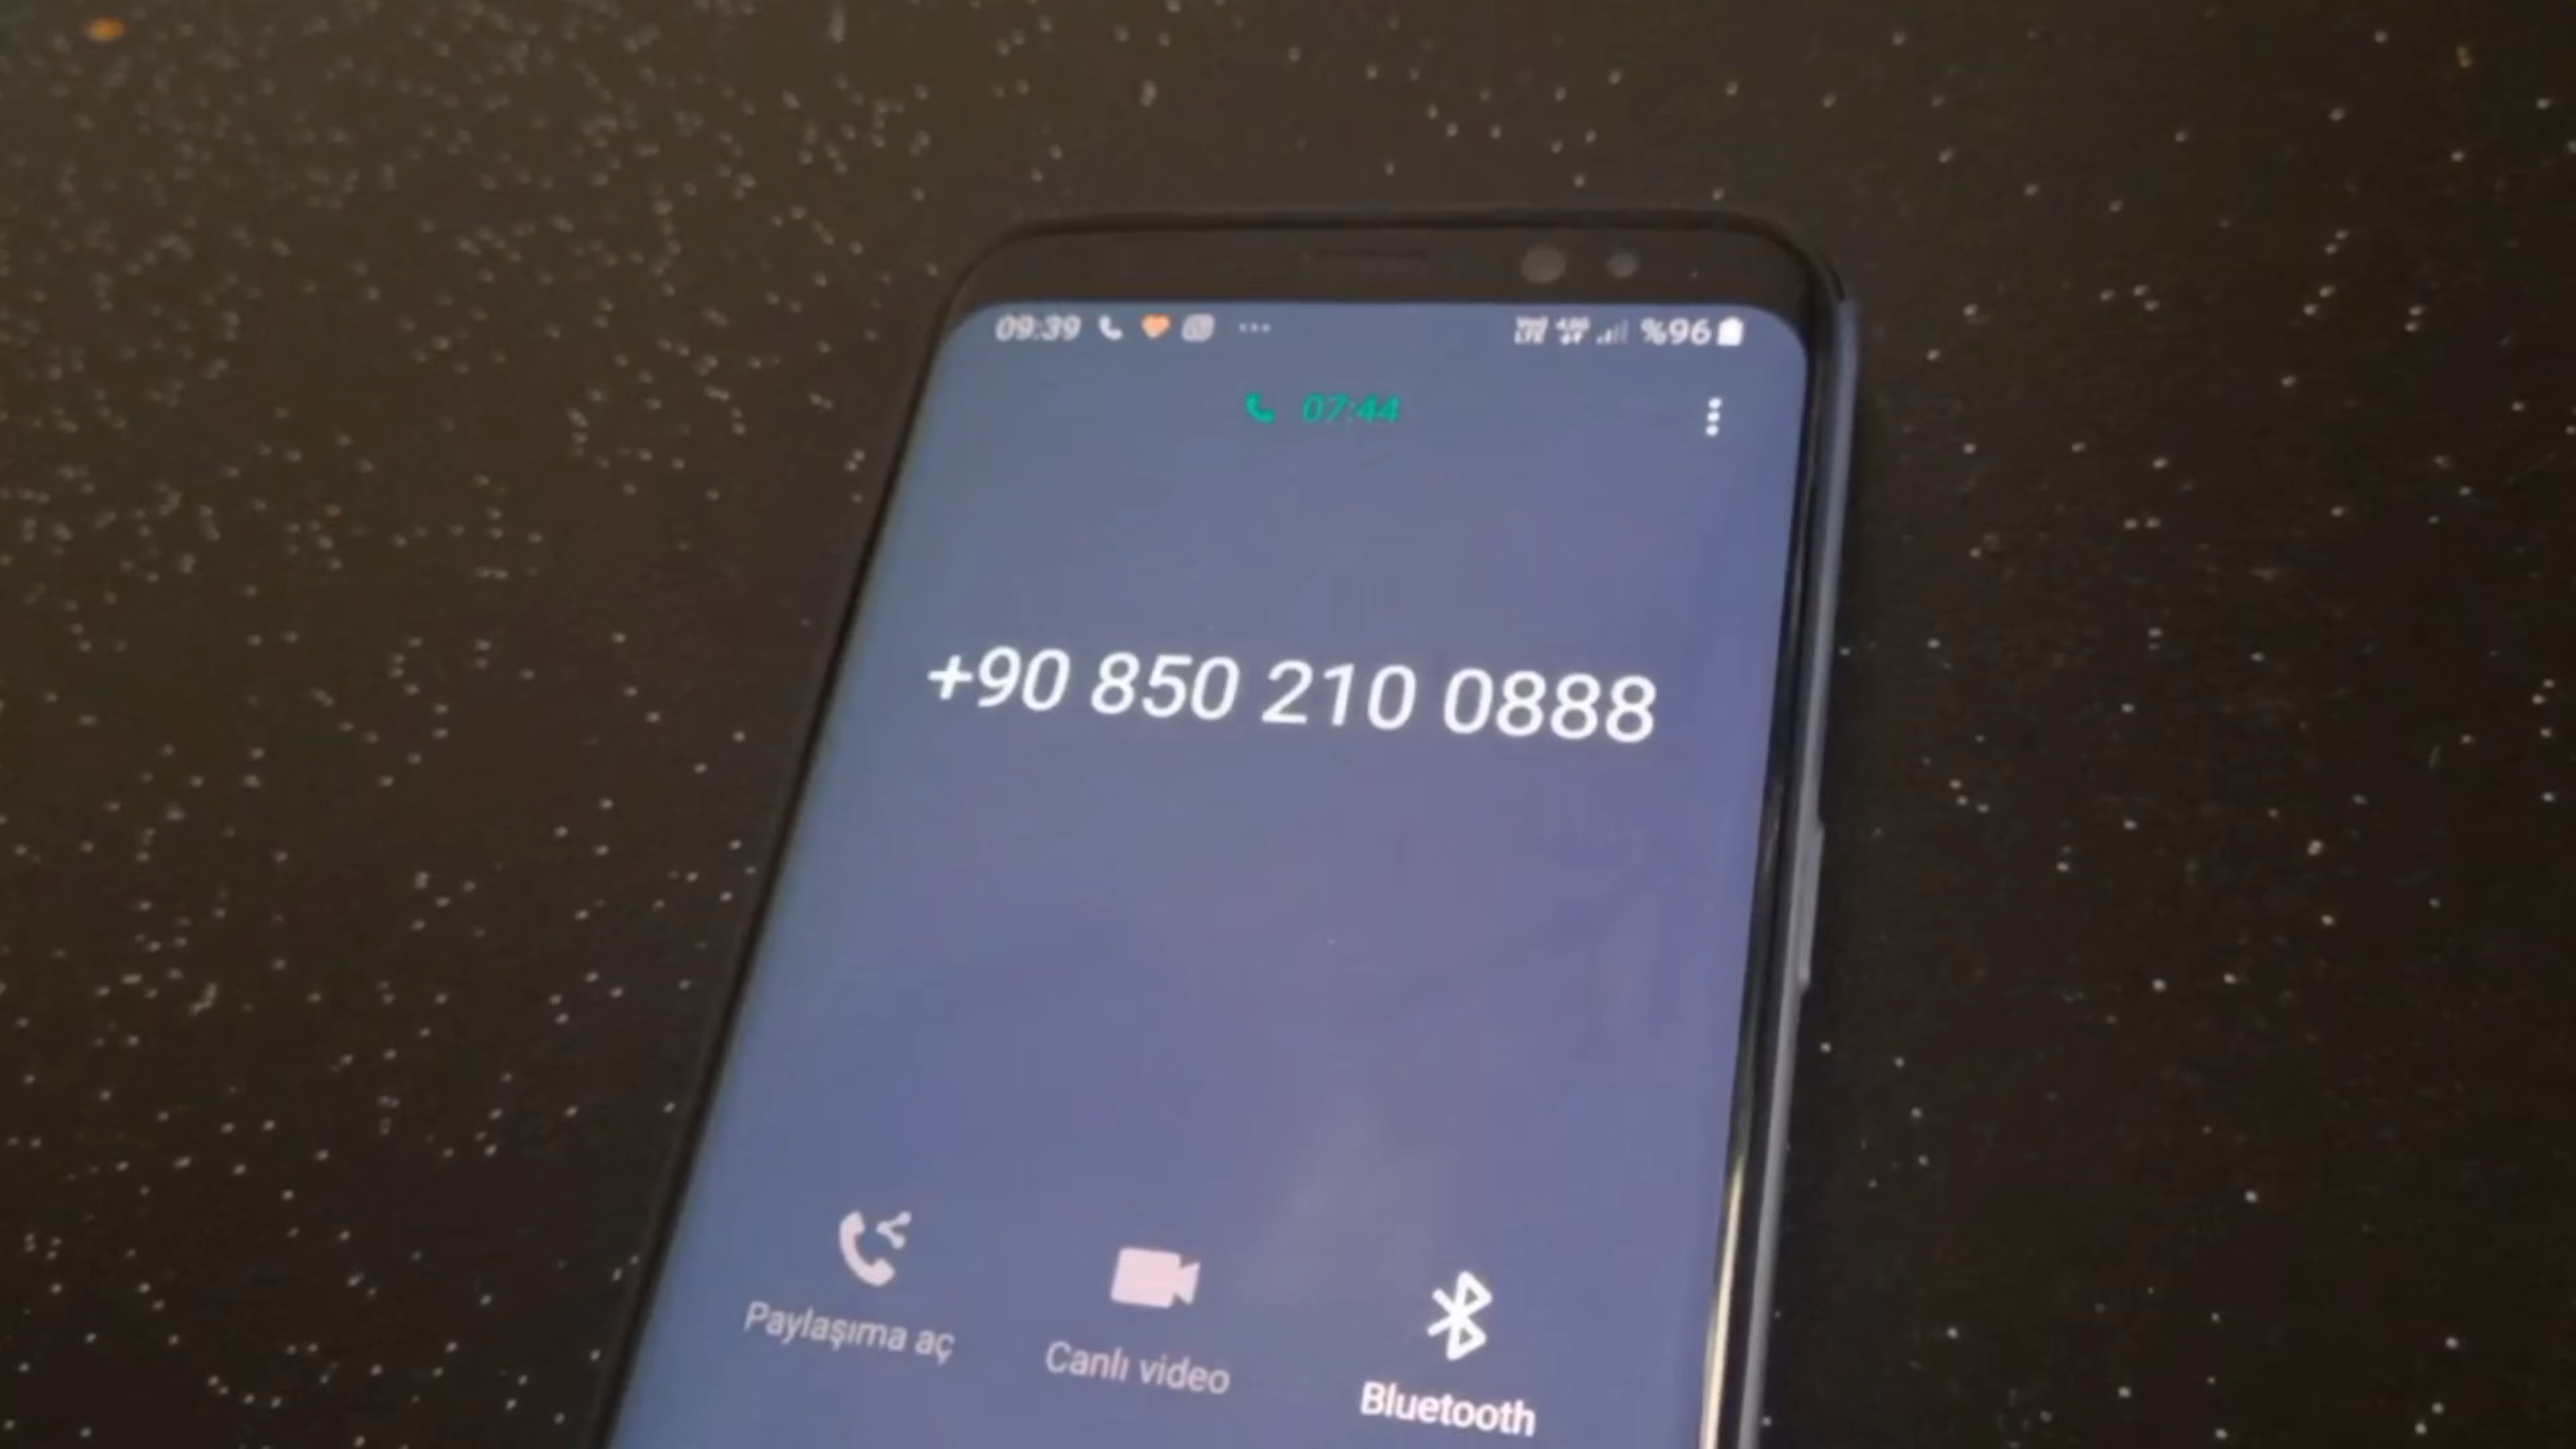 09:39 %96
07:44
+90 850 210 0888
Paylaşıma aç
Canlı video
Bluetooth